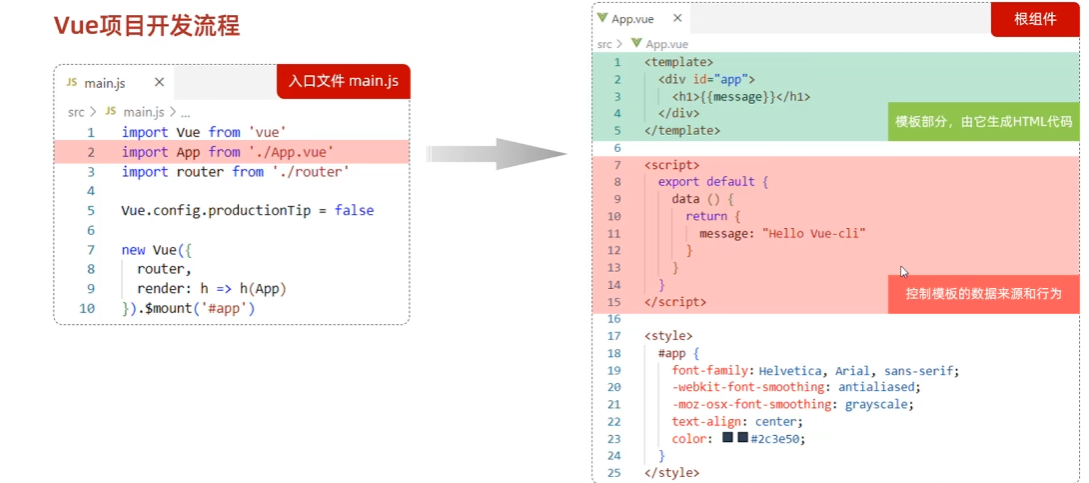 Vue项目开发流程
main.js
入口文件 main.js
src > main.js > ...
1 import Vue from 'vue'
2 import App from './App.vue'
3 import router from './router'
4
5 Vue.config.productionTip = false
6
7 new Vue({
8 router,
9 render: h => h(App)
10 }).$mount('#app')
App.vue
根组件
src > App.vue
1 <template>
2 <div id="app">
3 <h1>{{message}}</h1>
4 </div>
5 </template>
模板部分，由它生成HTML代码
6
7 <script>
8 export default {
9 data () {
10 return {
11 message: "Hello Vue-cli"
12 }
13 }
14 }
15 </script>
控制模板的数据来源和行为
16
17 <style>
18 #app {
19 font-family: Helvetica, Arial, sans-serif;
20 -webkit-font-smoothing: antialiased;
21 -moz-osx-font-smoothing: grayscale;
22 text-align: center;
23 color: #2c3e50;
24 }
25 </style>